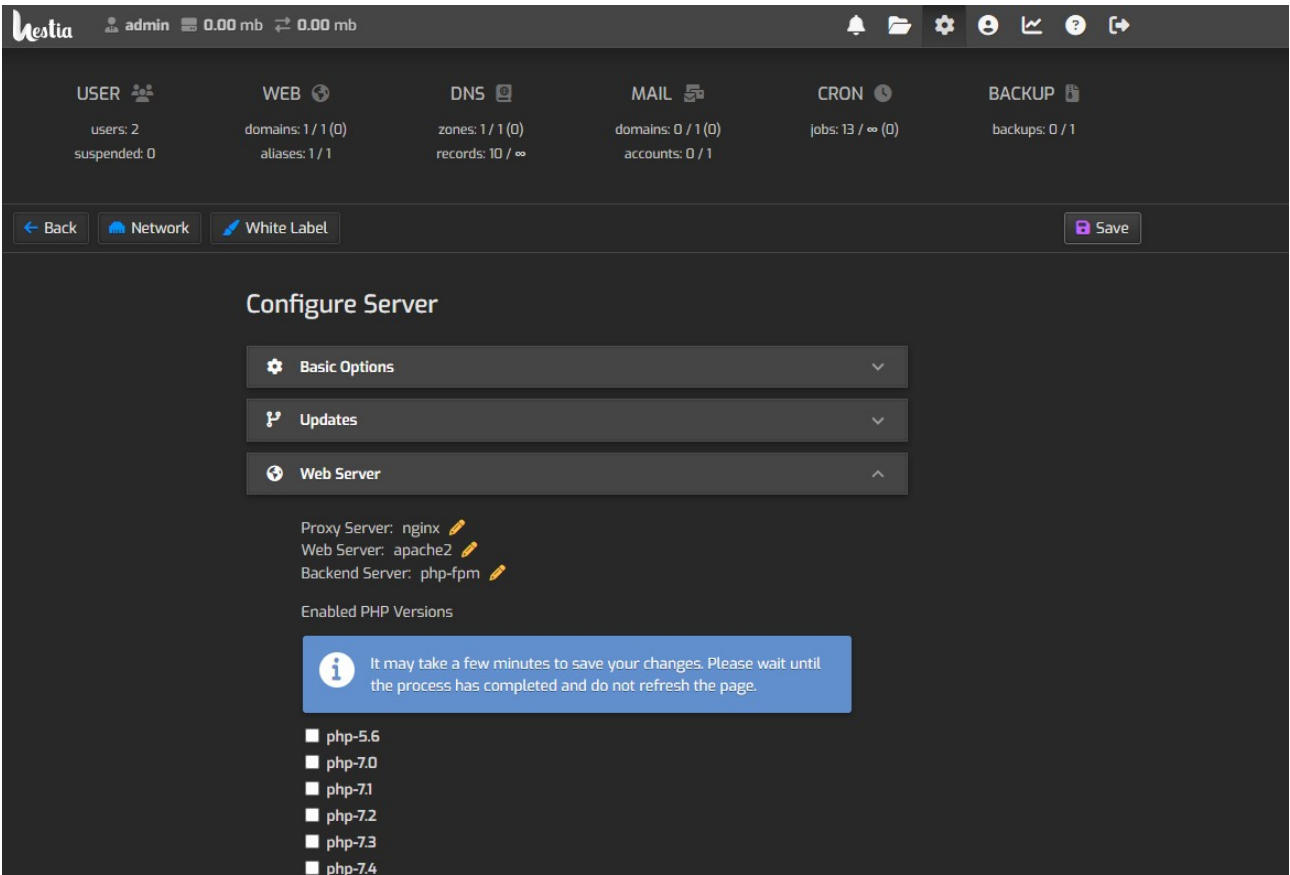 Hestia admin 0.00 mb 0.00 mb
USER WEB DNS MAIL CRON BACKUP
users: 2 domains: 1 / 1 (0) zones: 1 / 1 (0) domains: 0 / 1 (0) jobs: 13 / ∞ (0) backups: 0 / 1
suspended: 0 aliases: 1 / 1 records: 10 / ∞ accounts: 0 / 1
Back Network White Label Save
Configure Server
Basic Options
Updates
Web Server
Proxy Server: nginx
Web Server: apache2
Backend Server: php-fpm
Enabled PHP Versions
It may take a few minutes to save your changes. Please wait until
the process has completed and do not refresh the page.
php-5.6
php-7.0
php-7.1
php-7.2
php-7.3
php-7.4